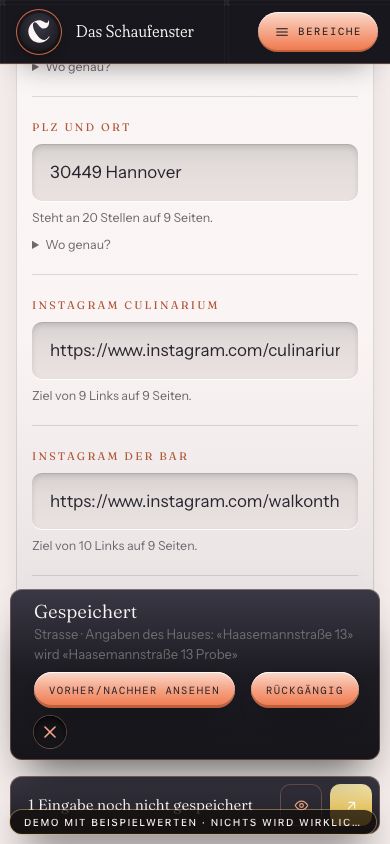 C Das Schaufenster BEREICHE
Wo genau?
PLZ UND ORT
30449 Hannover
Steht an 20 Stellen auf 9 Seiten.
Wo genau?
INSTAGRAM CULINARIUM
https://www.instagram.com/culinariur
Ziel von 9 Links auf 9 Seiten.
INSTAGRAM DER BAR
https://www.instagram.com/walkonth
Ziel von 10 Links auf 9 Seiten.
Gespeichert
Strasse · Angaben des Hauses: «Haasemannstraße 13»
wird «Haasemannstraße 13 Probe»
VORHER/NACHHER ANSEHEN RÜCKGÄNGIG
1 Eingabe noch nicht gespeichert
DEMO MIT BEISPIELWERTEN · NICHTS WIRD WIRKLIC…